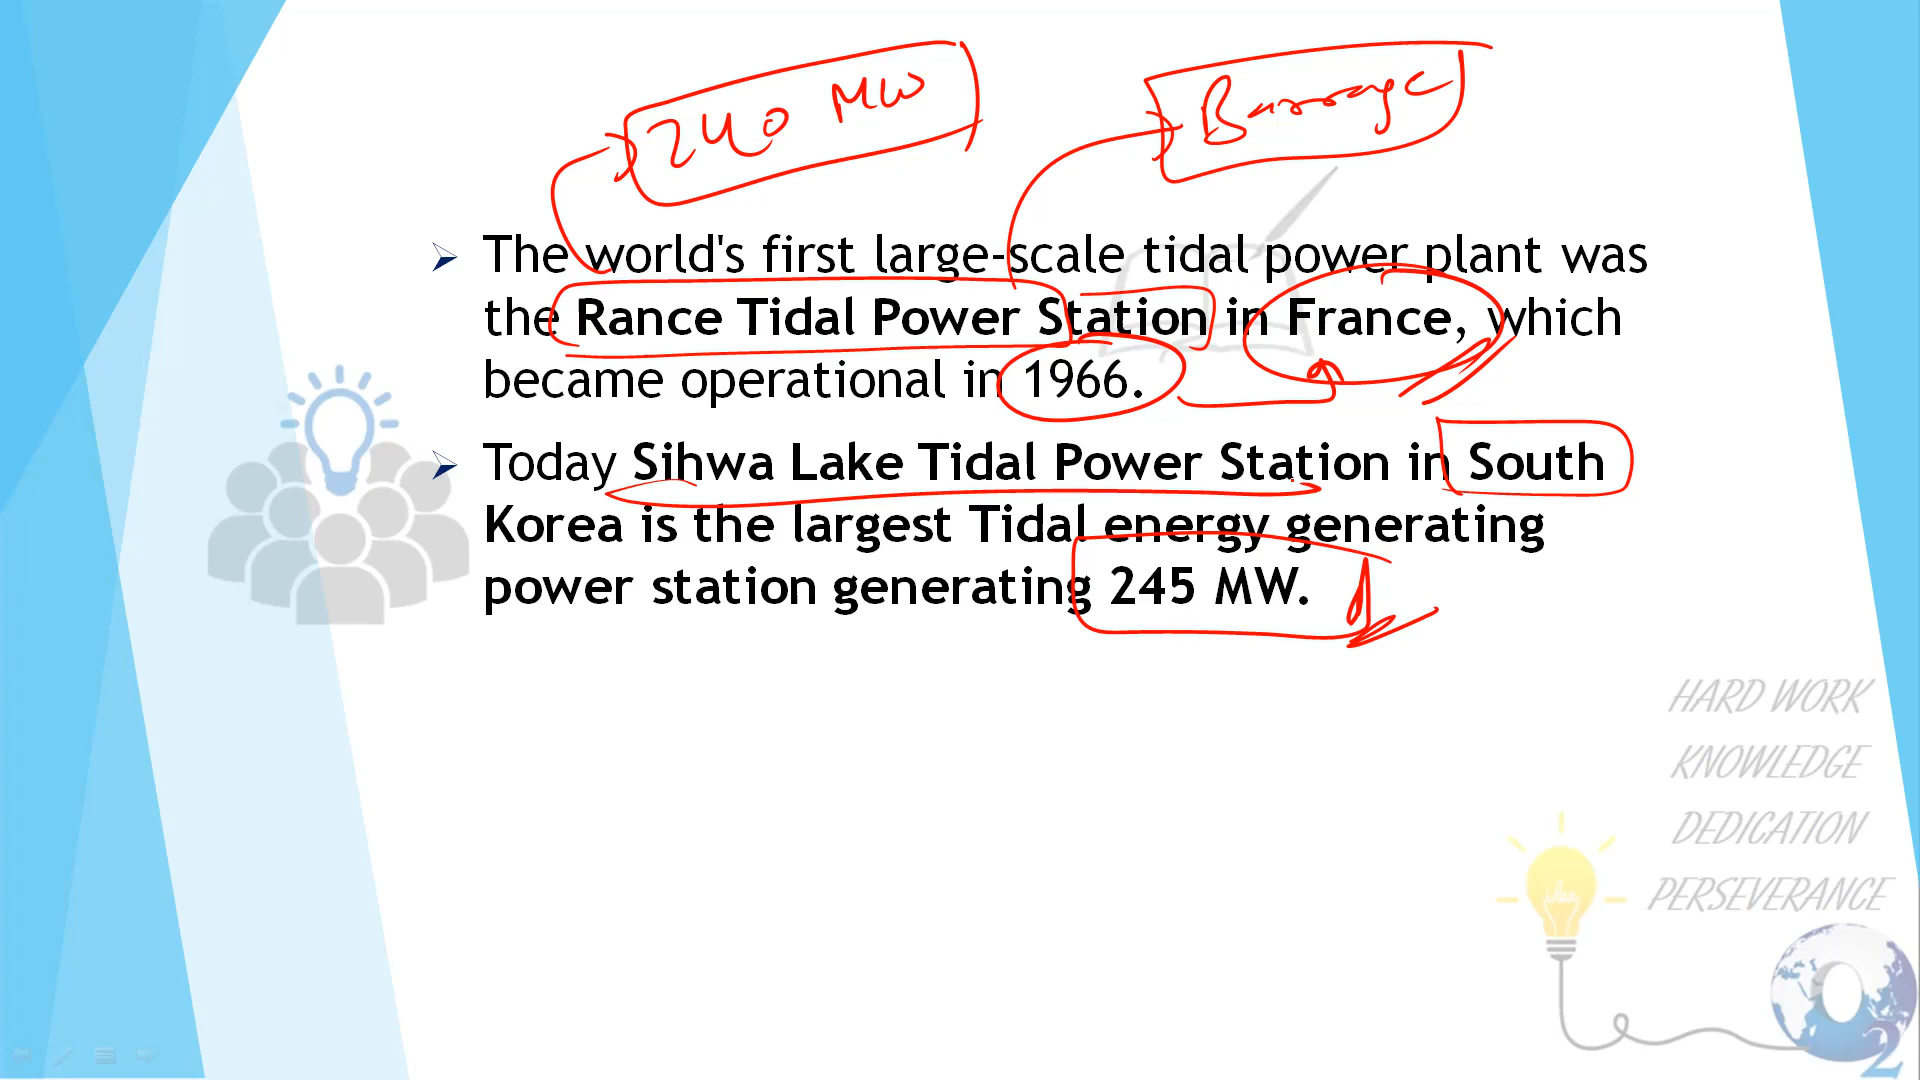 240 MW
Barrage
The world's first large-scale tidal power plant was
the Rance Tidal Power Station in France, which
became operational in 1966.
Today Sihwa Lake Tidal Power Station in South
Korea is the largest Tidal energy generating
power station generating 245 MW.
HARD WORK
KNOWLEDGE
DEDICATION
PERSEVERANCE
idea
O2